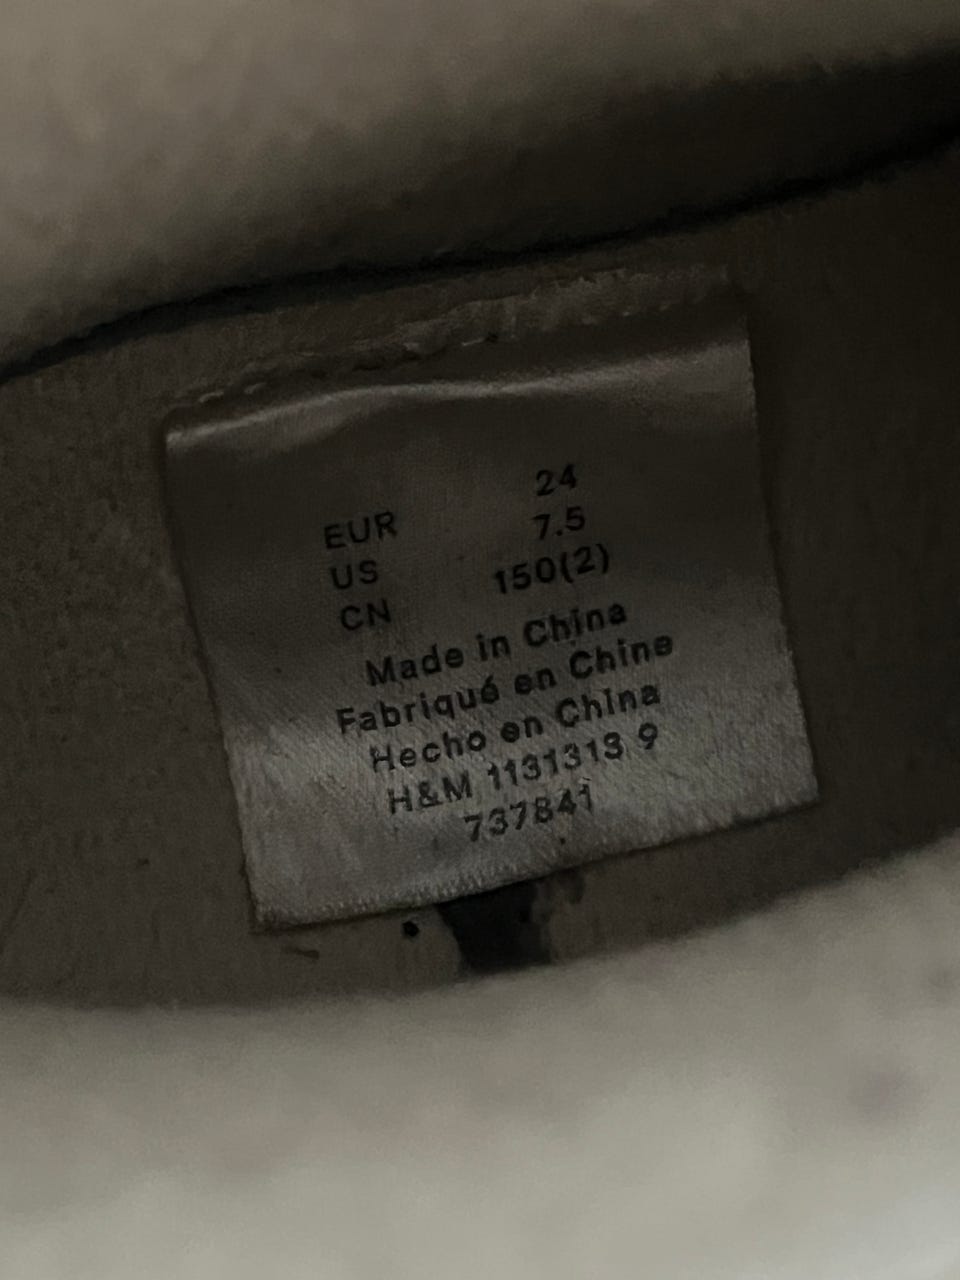 EUR 24
US 7.5
CN 150(2)
Made in China
Fabriqué en Chine
Hecho en China
H&M 1131313 9
737841